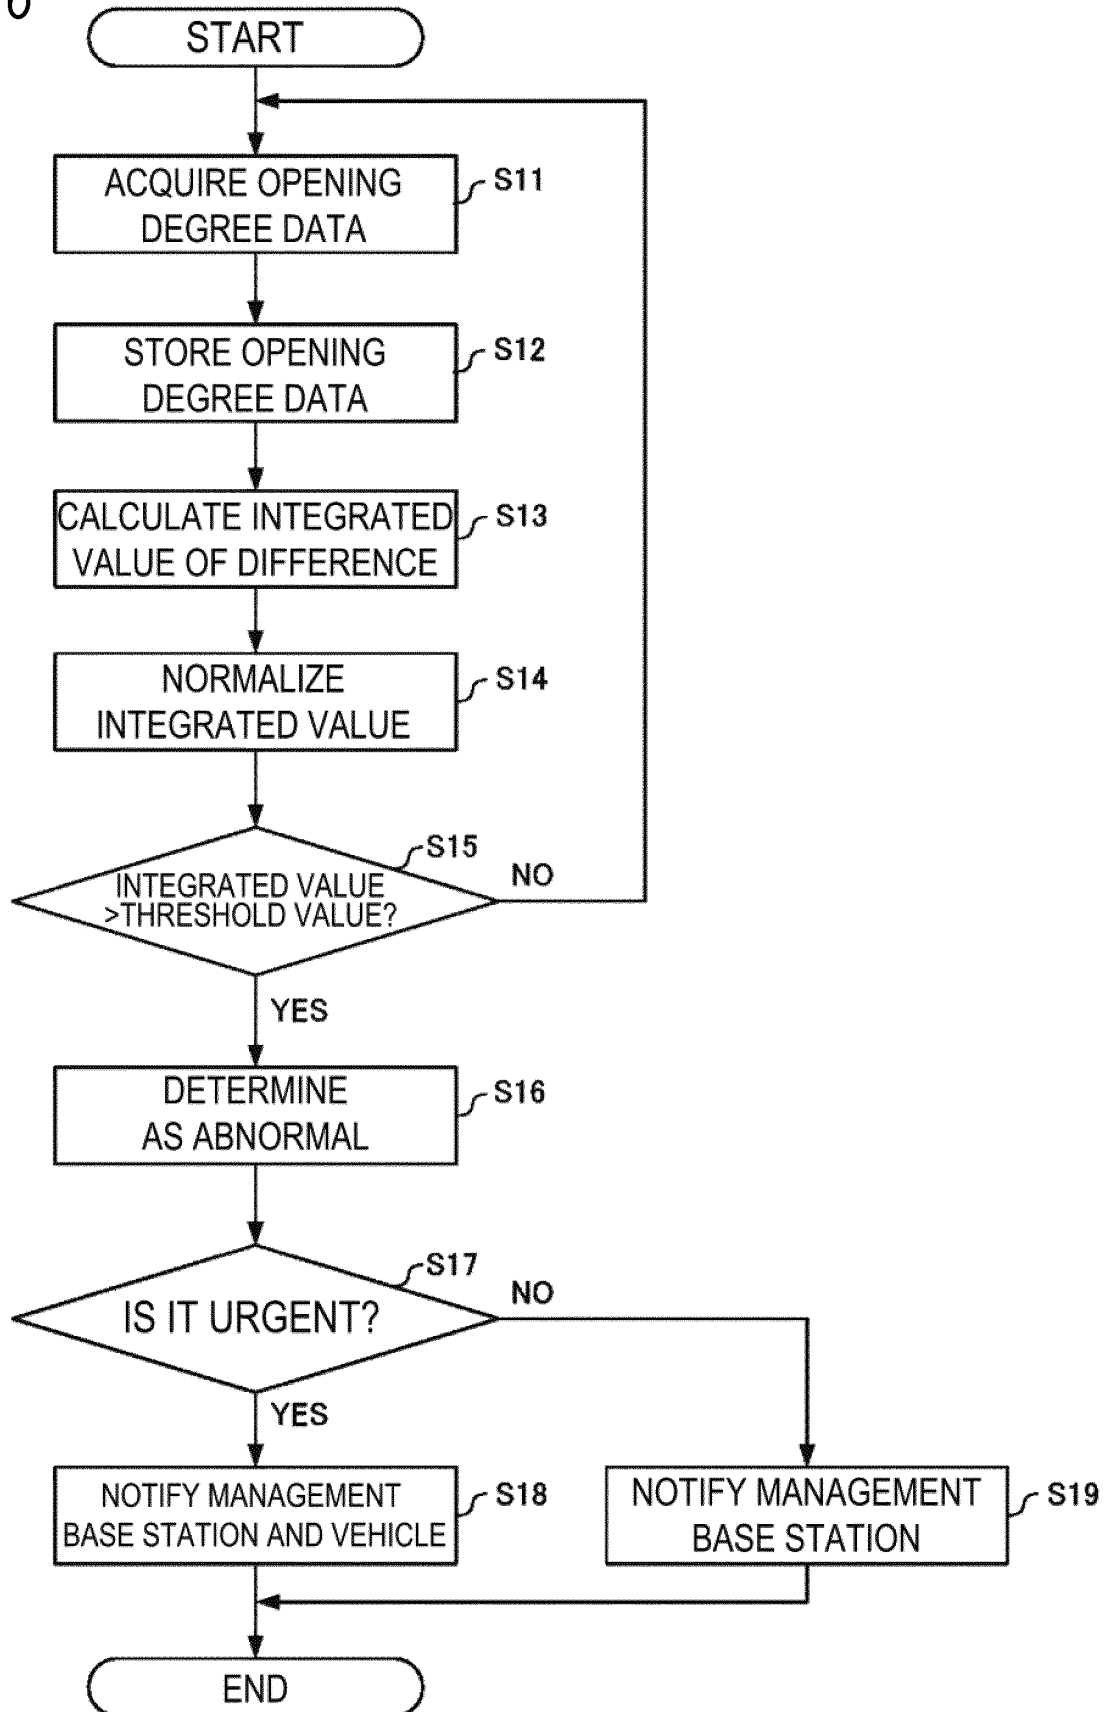 START
ACQUIRE OPENING
DEGREE DATA
S11
STORE OPENING
DEGREE DATA
S12
CALCULATE INTEGRATED
VALUE OF DIFFERENCE
S13
NORMALIZE
INTEGRATED VALUE
S14
S15
INTEGRATED VALUE
>THRESHOLD VALUE?
NO
YES
DETERMINE
AS ABNORMAL
S16
S17
IS IT URGENT?
NO
YES
NOTIFY MANAGEMENT
BASE STATION AND VEHICLE
S18
NOTIFY MANAGEMENT
BASE STATION
S19
END